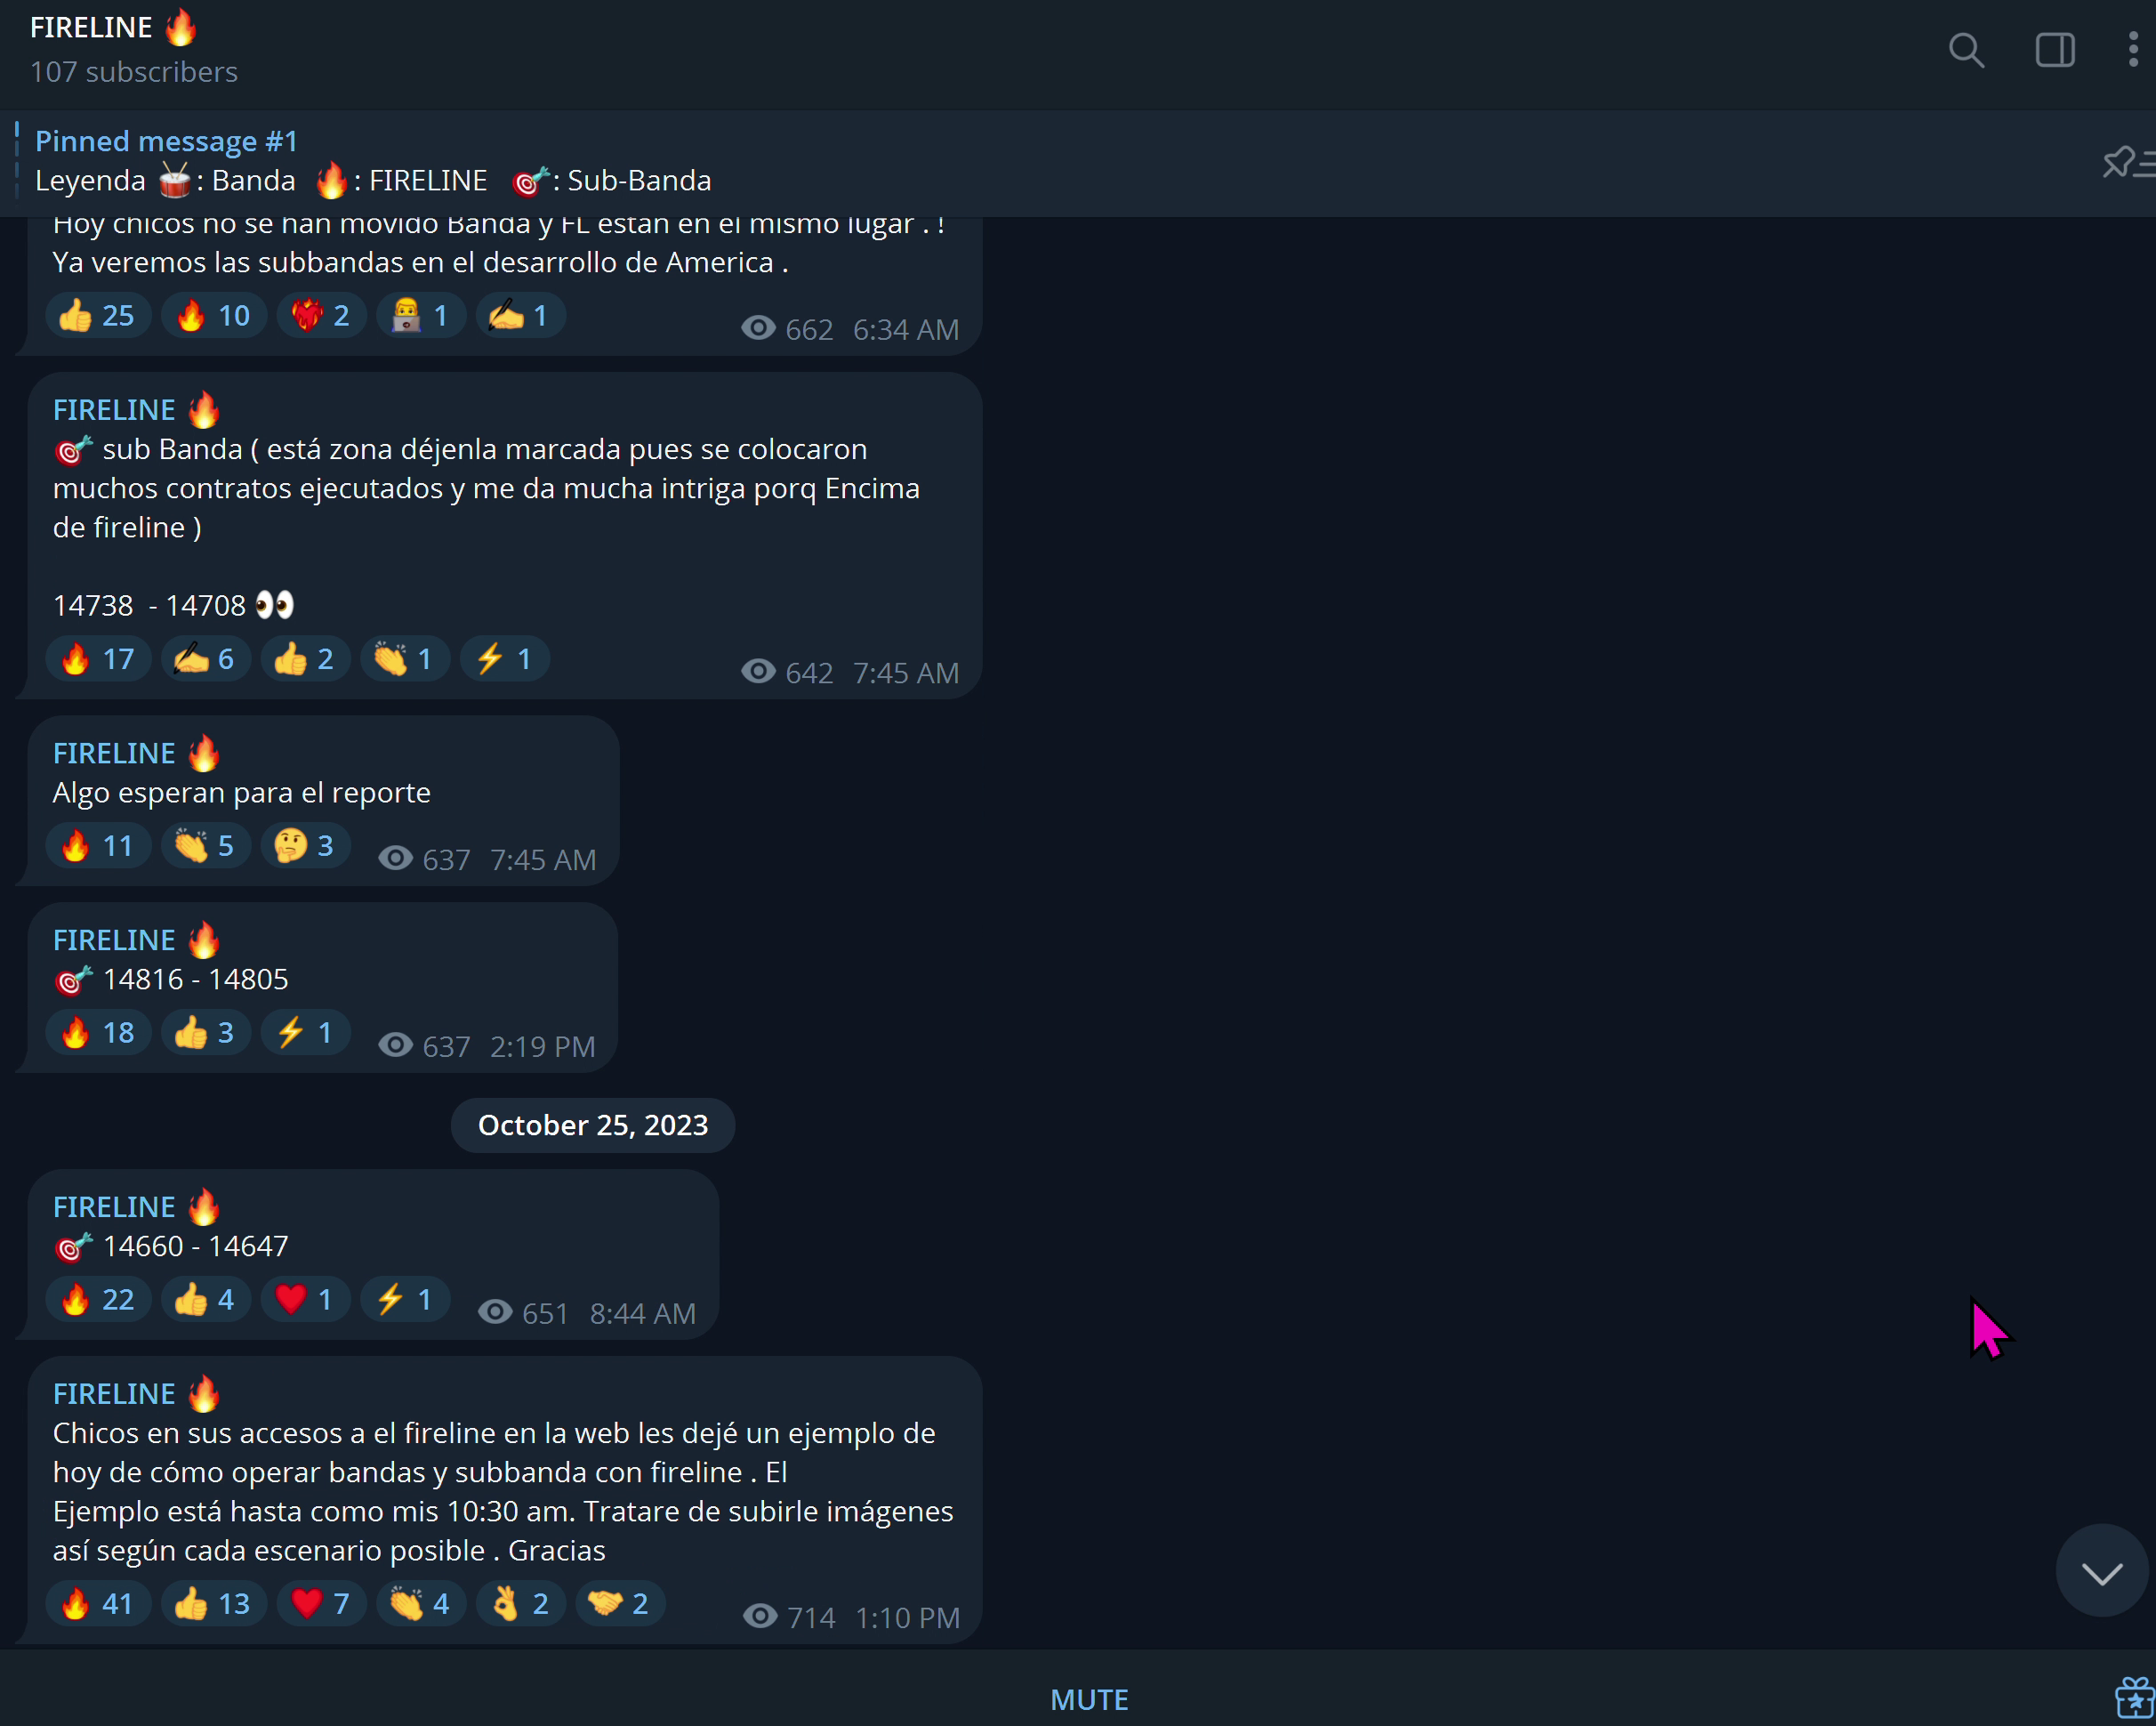 FIRELINE 🔥
107 subscribers
Pinned message #1
Leyenda 🥁: Banda 🔥: FIRELINE 🎯: Sub-Banda
Hoy chicos no se han movido Banda y FL estan en el mismo lugar . !
Ya veremos las subbandas en el desarrollo de America .
👍 25 🔥 10 ❤️‍🔥 2 👨‍💻 1 ✍️ 1 662 6:34 AM
FIRELINE 🔥
🎯 sub Banda ( está zona déjenla marcada pues se colocaron
muchos contratos ejecutados y me da mucha intriga porq Encima
de fireline )
14738 - 14708 👀
🔥 17 ✍️ 6 👍 2 👏 1 ⚡ 1 642 7:45 AM
FIRELINE 🔥
Algo esperan para el reporte
🔥 11 👏 5 🤔 3 637 7:45 AM
FIRELINE 🔥
🎯 14816 - 14805
🔥 18 👍 3 ⚡ 1 637 2:19 PM
October 25, 2023
FIRELINE 🔥
🎯 14660 - 14647
🔥 22 👍 4 ❤️ 1 ⚡ 1 651 8:44 AM
FIRELINE 🔥
Chicos en sus accesos a el fireline en la web les dejé un ejemplo de
hoy de cómo operar bandas y subbanda con fireline . El
Ejemplo está hasta como mis 10:30 am. Tratare de subirle imágenes
así según cada escenario posible . Gracias
🔥 41 👍 13 ❤️ 7 👏 4 👌 2 🤝 2 714 1:10 PM
MUTE